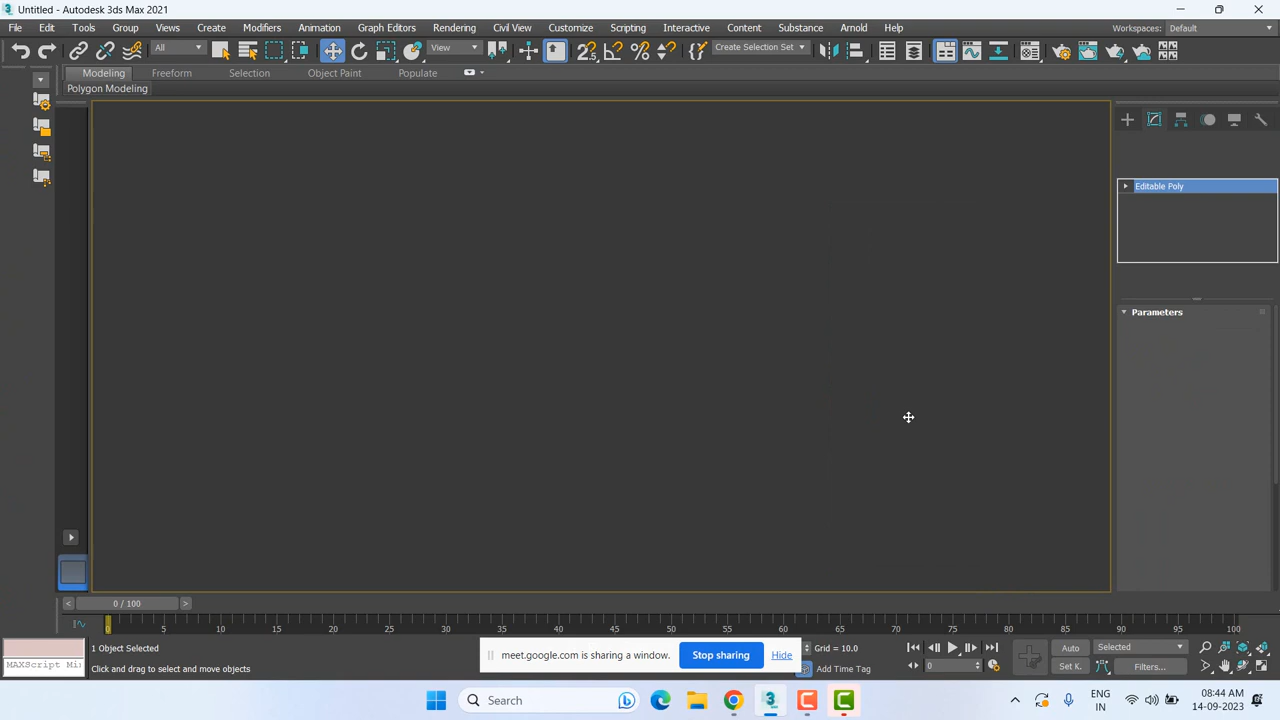 Untitled - Autodesk 3ds Max 2021
File Edit Tools Group Views Create Modifiers Animation Graph Editors Rendering Civil View Customize Scripting Interactive Content Substance Arnold Help Workspaces: Default
All View Create Selection Set
Modeling Freeform Selection Object Paint Populate
Polygon Modeling
Editable Poly
Parameters
< 0 / 100 >
0 5 10 15 20 25 30 35 40 45 50 55 60 65 70 75 80 85 90 95 100
1 Object Selected
Click and drag to select and move objects
MAXScript Mi
meet.google.com is sharing a window. Stop sharing Hide
Grid = 10.0
Add Time Tag
0
Auto Selected
Set K. Filters...
Search
ENG
IN
08:44 AM
14-09-2023